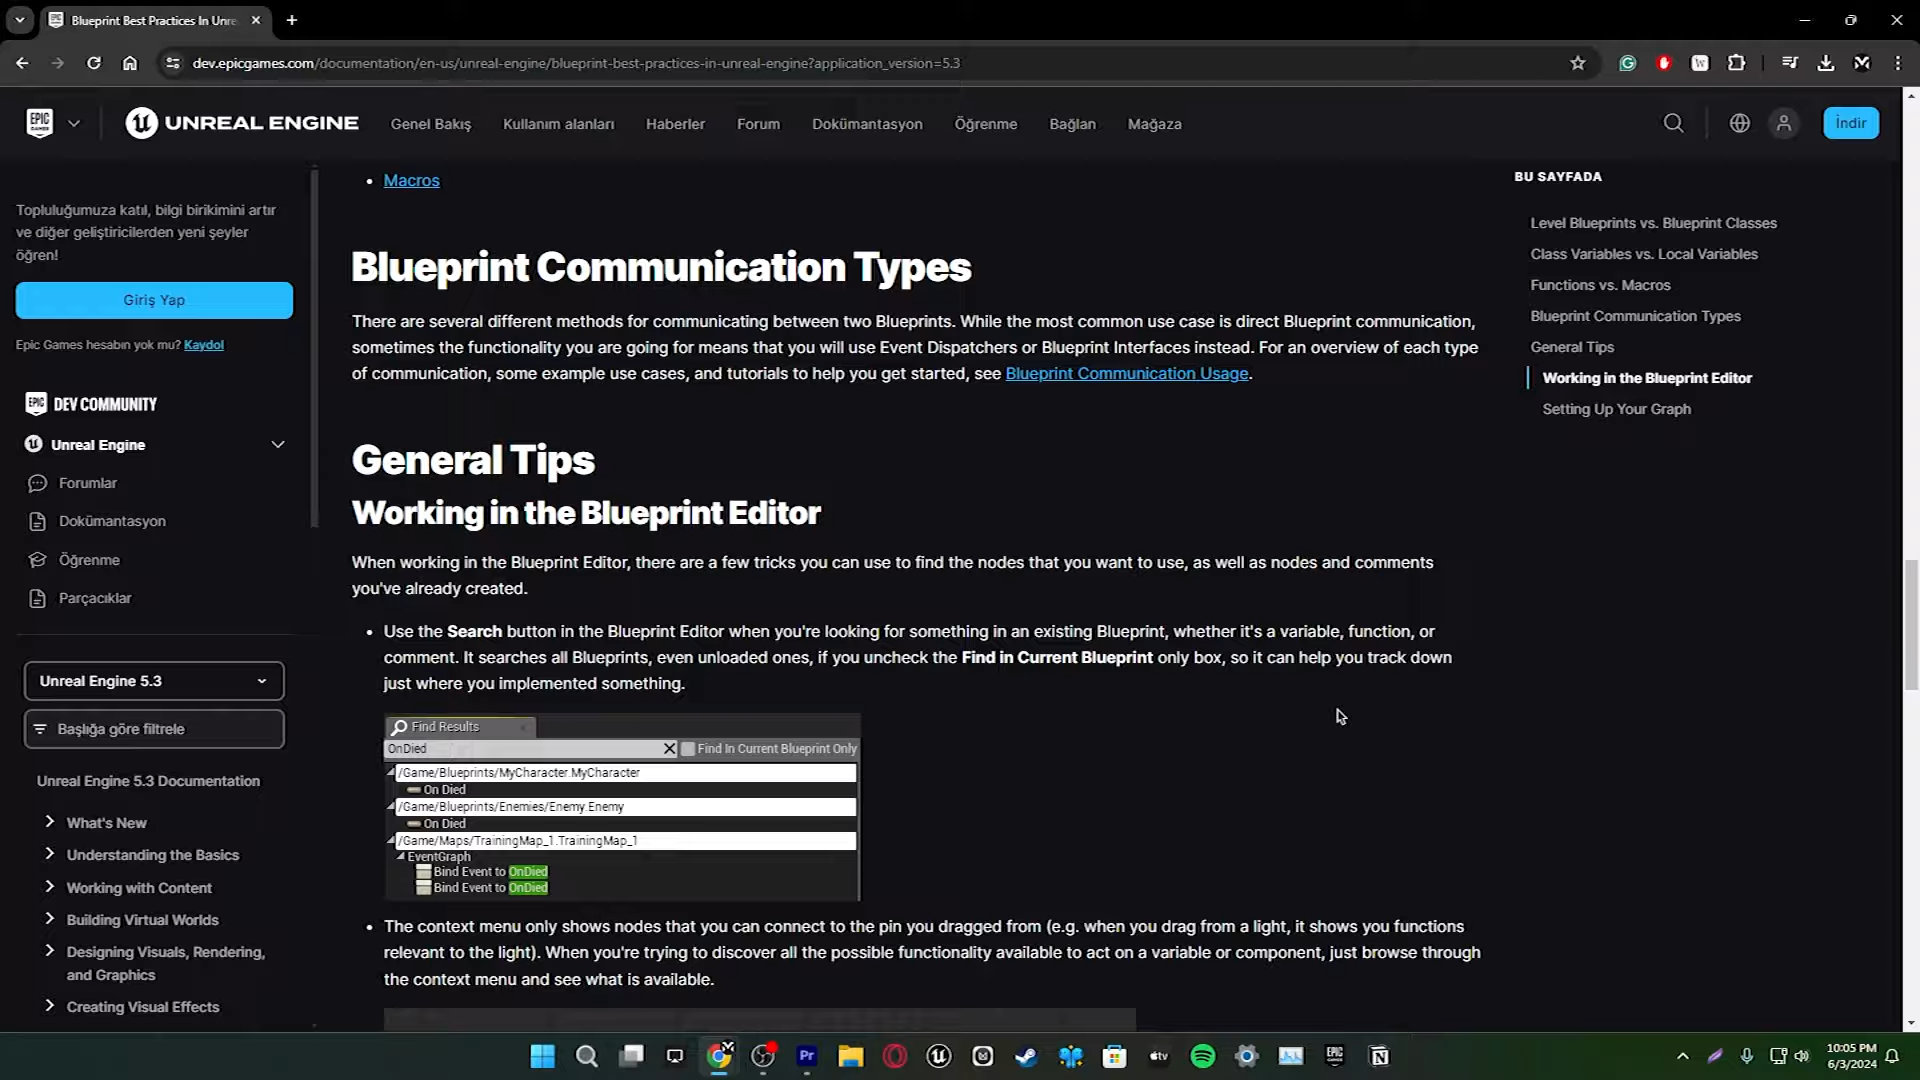 Blueprint Best Practices In Unre
dev.epicgames.com/documentation/en-us/unreal-engine/blueprint-best-practices-in-unreal-engine?application_version=5.3
EPIC GAMES
UNREAL ENGINE
Genel Bakış
Kullanım alanları
Haberler
Forum
Dokümantasyon
Öğrenme
Bağlan
Mağaza
İndir
Topluluğumuza katıl, bilgi birikimini artır
ve diğer geliştiricilerden yeni şeyler
öğren!
Giriş Yap
Epic Games hesabın yok mu? Kaydol
EPIC DEV COMMUNITY
Unreal Engine
Forumlar
Dokümantasyon
Öğrenme
Parçacıklar
Unreal Engine 5.3
Başlığa göre filtrele
Unreal Engine 5.3 Documentation
What's New
Understanding the Basics
Working with Content
Building Virtual Worlds
Designing Visuals, Rendering,
and Graphics
Creating Visual Effects
Macros
Blueprint Communication Types
There are several different methods for communicating between two Blueprints. While the most common use case is direct Blueprint communication,
sometimes the functionality you are going for means that you will use Event Dispatchers or Blueprint Interfaces instead. For an overview of each type
of communication, some example use cases, and tutorials to help you get started, see Blueprint Communication Usage.
General Tips
Working in the Blueprint Editor
When working in the Blueprint Editor, there are a few tricks you can use to find the nodes that you want to use, as well as nodes and comments
you've already created.
Use the Search button in the Blueprint Editor when you're looking for something in an existing Blueprint, whether it's a variable, function, or
comment. It searches all Blueprints, even unloaded ones, if you uncheck the Find in Current Blueprint only box, so it can help you track down
just where you implemented something.
Find Results
OnDied
Find In Current Blueprint Only
/Game/Blueprints/MyCharacter.MyCharacter
On Died
/Game/Blueprints/Enemies/Enemy.Enemy
On Died
/Game/Maps/TrainingMap_1.TrainingMap_1
EventGraph
Bind Event to OnDied
Bind Event to OnDied
The context menu only shows nodes that you can connect to the pin you dragged from (e.g. when you drag from a light, it shows you functions
relevant to the light). When you're trying to discover all the possible functionality available to act on a variable or component, just browse through
the context menu and see what is available.
BU SAYFADA
Level Blueprints vs. Blueprint Classes
Class Variables vs. Local Variables
Functions vs. Macros
Blueprint Communication Types
General Tips
Working in the Blueprint Editor
Setting Up Your Graph
Pr
tv
EPIC
10:05 PM
6/3/2024